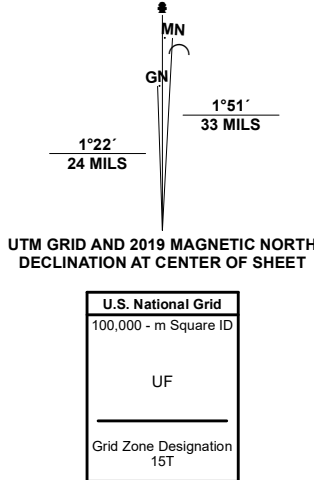 MN
GN
1°51´
33 MILS
1°22´
24 MILS
UTM GRID AND 2019 MAGNETIC NORTH
DECLINATION AT CENTER OF SHEET
U.S. National Grid
100,000 - m Square ID
UF
Grid Zone Designation
15T